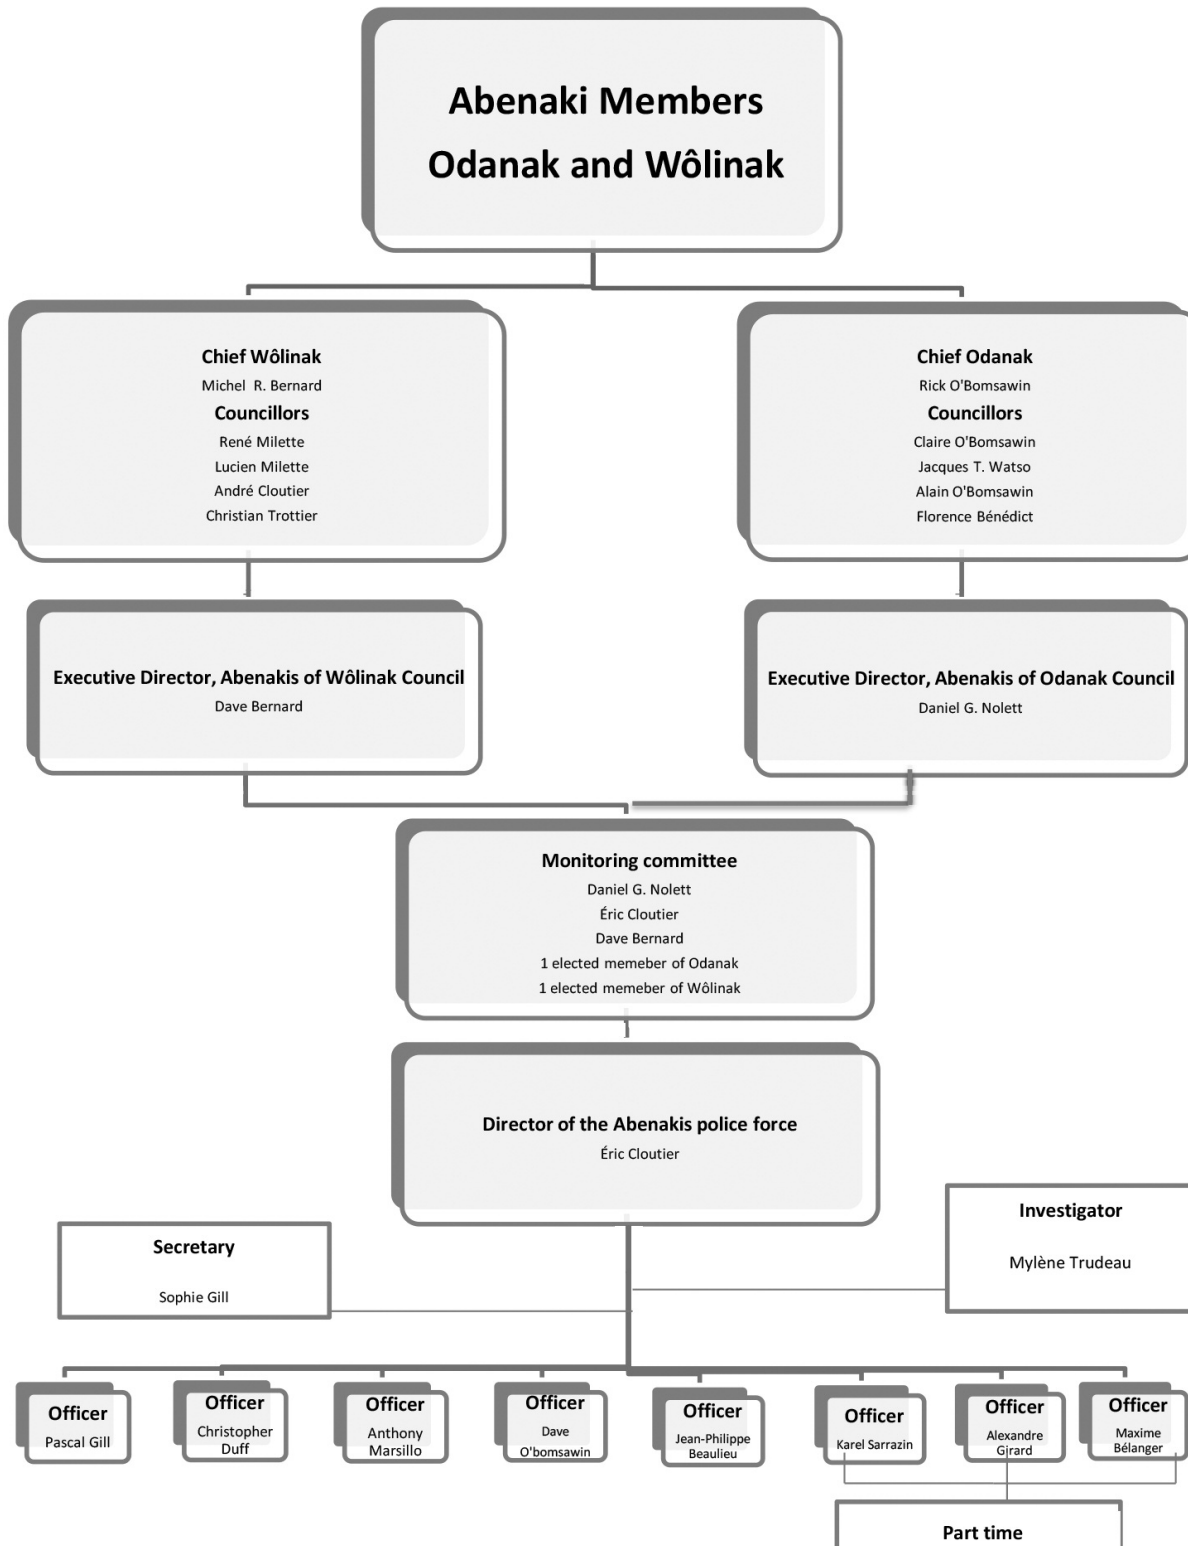 Abenaki Members
Odanak and Wôlinak
Chief Wôlinak
Michel R. Bernard
Councillors
René Milette
Lucien Milette
André Cloutier
Christian Trottier
Chief Odanak
Rick O'Bomsawin
Councillors
Claire O'Bomsawin
Jacques T. Watso
Alain O'Bomsawin
Florence Bénédict
Executive Director, Abenakis of Wôlinak Council
Dave Bernard
Executive Director, Abenakis of Odanak Council
Daniel G. Nolett
Monitoring committee
Daniel G. Nolett
Éric Cloutier
Dave Bernard
1 elected memeber of Odanak
1 elected memeber of Wôlinak
Director of the Abenakis police force
Éric Cloutier
Secretary
Sophie Gill
Investigator
Mylène Trudeau
Officer
Pascal Gill
Officer
Christopher
Duff
Officer
Anthony
Marsillo
Officer
Dave
O'bomsawin
Officer
Jean-Philippe
Beaulieu
Officer
Karel Sarrazin
Officer
Alexandre
Girard
Officer
Maxime
Bélanger
Part time